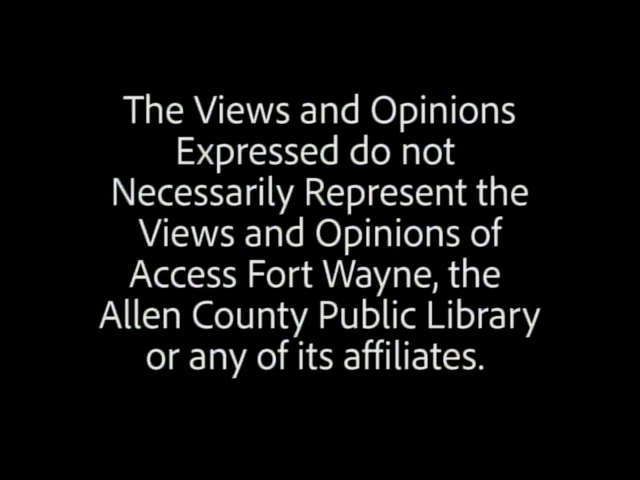 The Views and Opinions
Expressed do not
Necessarily Represent the
Views and Opinions of
Access Fort Wayne, the
Allen County Public Library
or any of its affiliates.